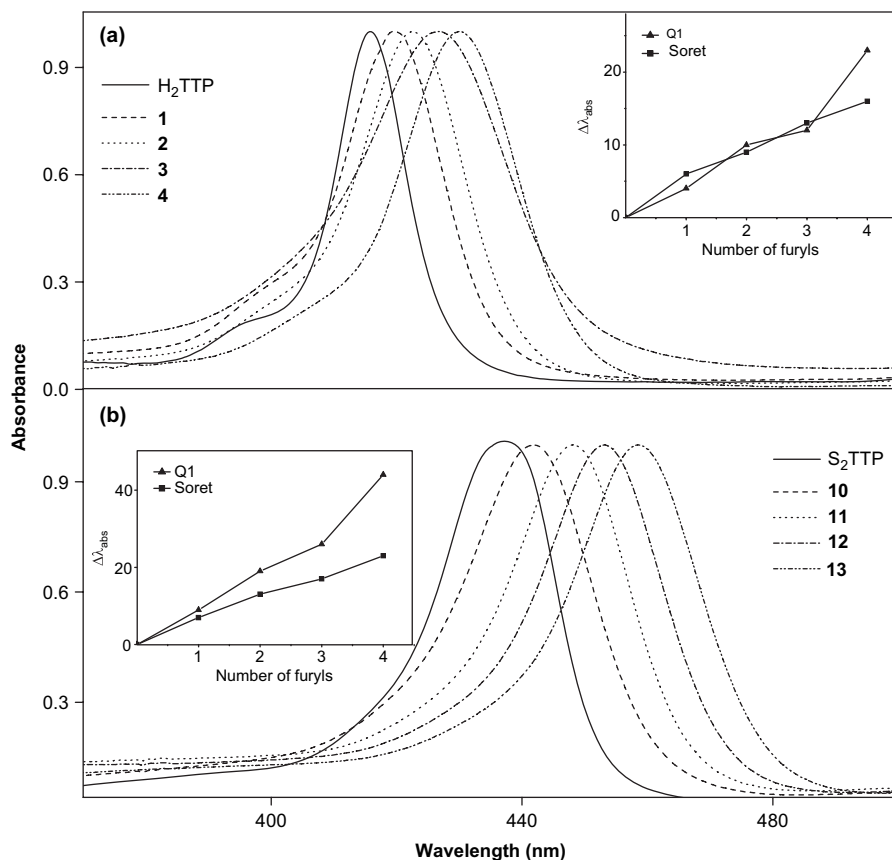 (a)
H₂TTP
1
2
3
4
0.9
0.6
0.3
0.0
Q1
Soret
20
10
0
Δλabs
1 2 3 4
Number of furyls
Absorbance
(b)
Q1
Soret
40
20
0
Δλabs
1 2 3 4
Number of furyls
S₂TTP
10
11
12
13
0.9
0.6
0.3
400 440 480
Wavelength (nm)